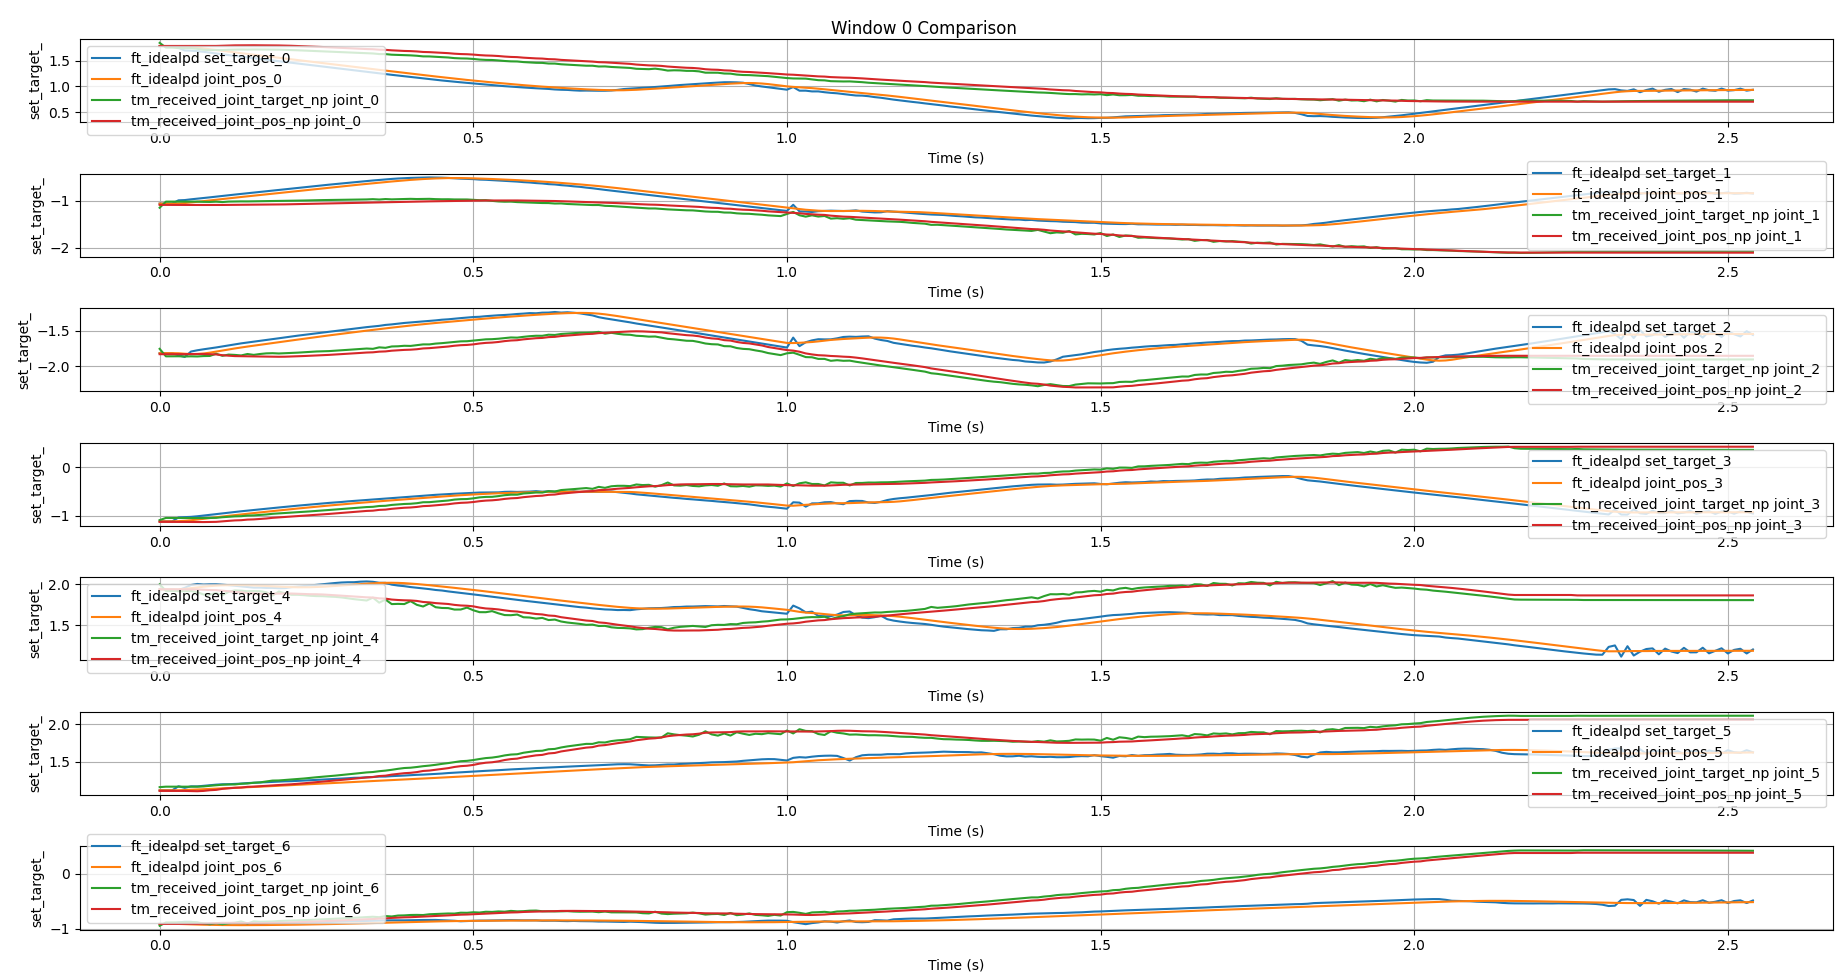 Window 0 Comparison
set_target_
1.5
1.0
0.5
ft_idealpd set_target_0
ft_idealpd joint_pos_0
tm_received_joint_target_np joint_0
tm_received_joint_pos_np joint_0
0.0 0.5 1.0 1.5 2.0 2.5
Time (s)
set_target_
−1
−2
ft_idealpd set_target_1
ft_idealpd joint_pos_1
tm_received_joint_target_np joint_1
tm_received_joint_pos_np joint_1
0.0 0.5 1.0 1.5 2.0 2.5
Time (s)
set_target_
−1.5
−2.0
ft_idealpd set_target_2
ft_idealpd joint_pos_2
tm_received_joint_target_np joint_2
tm_received_joint_pos_np joint_2
0.0 0.5 1.0 1.5 2.0 2.5
Time (s)
set_target_
0
−1
ft_idealpd set_target_3
ft_idealpd joint_pos_3
tm_received_joint_target_np joint_3
tm_received_joint_pos_np joint_3
0.0 0.5 1.0 1.5 2.0 2.5
Time (s)
set_target_
2.0
1.5
ft_idealpd set_target_4
ft_idealpd joint_pos_4
tm_received_joint_target_np joint_4
tm_received_joint_pos_np joint_4
0.0 0.5 1.0 1.5 2.0 2.5
Time (s)
set_target_
2.0
1.5
ft_idealpd set_target_5
ft_idealpd joint_pos_5
tm_received_joint_target_np joint_5
tm_received_joint_pos_np joint_5
0.0 0.5 1.0 1.5 2.0 2.5
Time (s)
set_target_
0
−1
ft_idealpd set_target_6
ft_idealpd joint_pos_6
tm_received_joint_target_np joint_6
tm_received_joint_pos_np joint_6
0.0 0.5 1.0 1.5 2.0 2.5
Time (s)